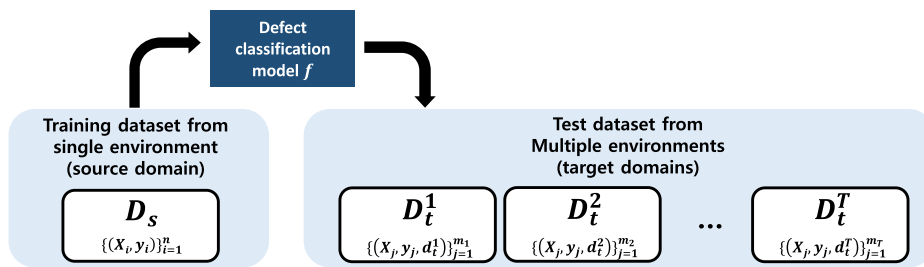 Defect
classification
model f
Training dataset from
single environment
(source domain)
D_s
{(X_i, y_i)}_{i=1}^{n}
Test dataset from
Multiple environments
(target domains)
D_t^1
{(X_j, y_j, d_t^1)}_{j=1}^{m_1}
D_t^2
{(X_j, y_j, d_t^2)}_{j=1}^{m_2}
...
D_t^T
{(X_j, y_j, d_t^T)}_{j=1}^{m_T}